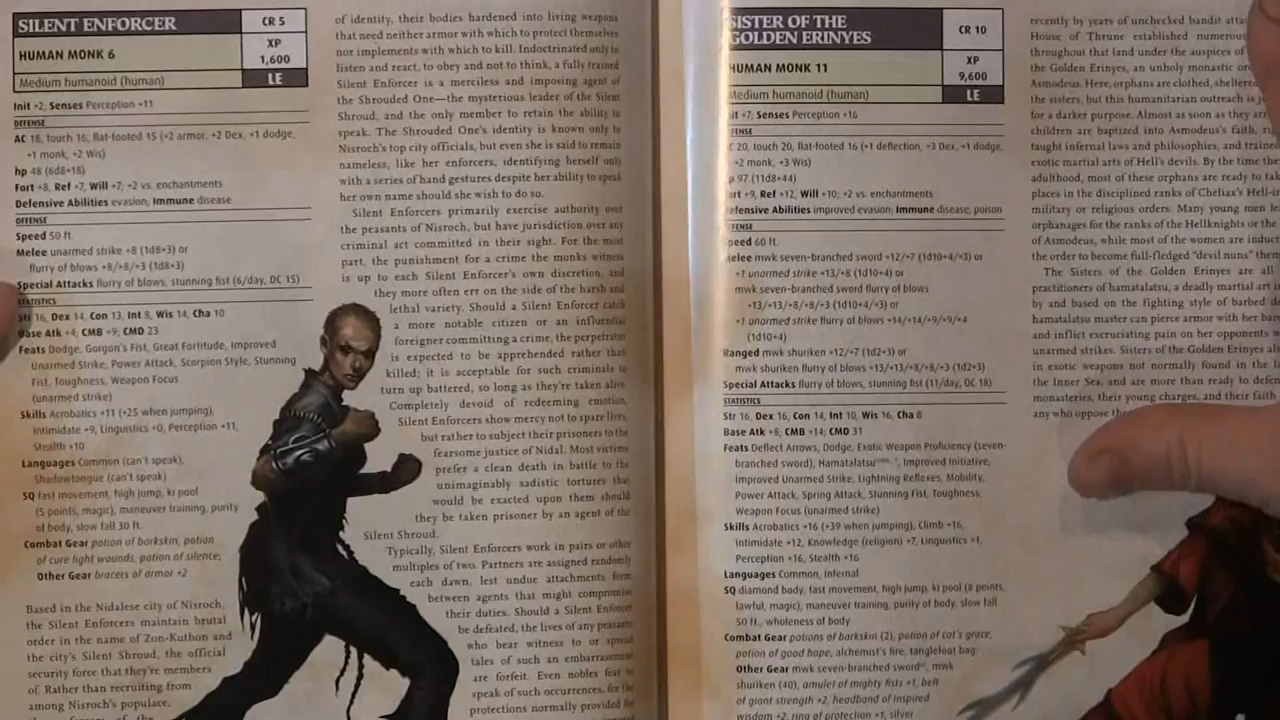 SILENT ENFORCER
CR 5
HUMAN MONK 6
XP
1,600
Medium humanoid (human)
LE
Init +2; Senses Perception +11
DEFENSE
AC 18, touch 16, flat-footed 15 (+2 armor, +2 Dex, +1 dodge,
+1 monk, +2 Wis)
hp 48 (6d8+18)
Fort +8, Ref +7, Will +7; +2 vs. enchantments
Defensive Abilities evasion; Immune disease
OFFENSE
Speed 50 ft.
Melee unarmed strike +8 (1d8+3) or
flurry of blows +8/+8/+3 (1d8+3)
Special Attacks flurry of blows, stunning fist (6/day, DC 15)
STATISTICS
Str 16, Dex 14, Con 13, Int 8, Wis 14, Cha 10
Base Atk +4; CMB +9; CMD 23
Feats Dodge, Gorgon's Fist, Great Fortitude, Improved
Unarmed Strike, Power Attack, Scorpion Style, Stunning
Fist, Toughness, Weapon Focus
(unarmed strike)
Skills Acrobatics +11 (+25 when jumping),
Intimidate +9, Linguistics +0, Perception +11,
Stealth +10
Languages Common (can't speak),
Shadowtongue (can't speak)
SQ fast movement, high jump, ki pool
(5 points, magic), maneuver training, purity
of body, slow fall 30 ft.
Combat Gear potion of barkskin, potion
of cure light wounds, potion of silence;
Other Gear bracers of armor +2
Based in the Nidalese city of Nisroch,
the Silent Enforcers maintain brutal
order in the name of Zon-Kuthon and
the city's Silent Shroud, the official
security force that they're members
of. Rather than recruiting from
among Nisroch's populace,
of identity, their bodies hardened into living weapons
that need neither armor with which to protect themselves
nor implements with which to kill. Indoctrinated only to
listen and react, to obey and not to think, a fully trained
Silent Enforcer is a merciless and imposing agent of
the Shrouded One—the mysterious leader of the Silent
Shroud, and the only member to retain the ability to
speak. The Shrouded One's identity is known only to
Nisroch's top city officials, but even she is said to remain
nameless, like her enforcers, identifying herself only
with a series of hand gestures despite her ability to speak
her own name should she wish to do so.
Silent Enforcers primarily exercise authority over
the peasants of Nisroch, but have jurisdiction over any
criminal act committed in their sight. For the most
part, the punishment for a crime the monks witness
is up to each Silent Enforcer's own discretion, and
they more often err on the side of the harsh and
lethal variety. Should a Silent Enforcer catch
a more notable citizen or an influential
foreigner committing a crime, the perpetrator
is expected to be apprehended rather than
killed; it is acceptable for such criminals to
turn up battered, so long as they're taken alive.
Completely devoid of redeeming emotion,
Silent Enforcers show mercy not to spare lives,
but rather to subject their prisoners to the
fearsome justice of Nidal. Most victims
prefer a clean death in battle to the
unimaginably sadistic tortures that
would be exacted upon them should
they be taken prisoner by an agent of the
Silent Shroud.
Typically, Silent Enforcers work in pairs or other
multiples of two. Partners are assigned randomly
each dawn, lest undue attachments form
between agents that might compromise
their duties. Should a Silent Enforcer
be defeated, the lives of any peasants
who bear witness to or spread
tales of such an embarrassment
are forfeit. Even nobles fear to
speak of such occurrences, for the
protections normally provided
SISTER OF THE
GOLDEN ERINYES
CR 10
HUMAN MONK 11
XP
9,600
Medium humanoid (human)
LE
+7; Senses Perception +16
20, touch 20, flat-footed 16 (+1 deflection, +3 Dex, +1 dodge,
+2 monk, +3 Wis)
97 (11d8+44)
+9, Ref +12, Will +10; +2 vs. enchantments
Defensive Abilities improved evasion; Immune disease, poison
Speed 60 ft.
Melee mwk seven-branched sword +12/+7 (1d10+4/×3) or
+1 unarmed strike +13/+8 (1d10+4) or
mwk seven-branched sword flurry of blows
+13/+13/+8/+8/+3 (1d10+4/×3) or
+1 unarmed strike flurry of blows +14/+14/+9/+9/+4
(1d10+4)
Ranged mwk shuriken +12/+7 (1d2+3) or
mwk shuriken flurry of blows +13/+13/+8/+8/+3 (1d2+3)
Special Attacks flurry of blows, stunning fist (11/day, DC 18)
STATISTICS
Str 16, Dex 16, Con 14, Int 10, Wis 16, Cha 8
Base Atk +8; CMB +14; CMD 31
Feats Deflect Arrows, Dodge, Exotic Weapon Proficiency (seven-
branched sword), Hamatulatsu, Improved Initiative,
Improved Unarmed Strike, Lightning Reflexes, Mobility,
Power Attack, Spring Attack, Stunning Fist, Toughness,
Weapon Focus (unarmed strike)
Skills Acrobatics +16 (+39 when jumping), Climb +16,
Intimidate +12, Knowledge (religion) +7, Linguistics +1,
Perception +16, Stealth +16
Languages Common, Infernal
SQ diamond body, fast movement, high jump, ki pool (8 points,
lawful, magic), maneuver training, purity of body, slow fall
50 ft., wholeness of body
Combat Gear potions of barkskin (2), potion of cat's grace,
potion of good hope, alchemist's fire, tanglefoot bag;
Other Gear mwk seven-branched sword, mwk
shuriken (40), amulet of mighty fists +1, belt
of giant strength +2, headband of inspired
wisdom +2, ring of protection +1, silver
recently by years of unchecked bandit
House of Thrune established numerous
throughout that land under the auspices of
the Golden Erinyes, an unholy monastic
Asmodeus. Here, orphans are clothed,
the sisters, but this humanitarian outreach is
for a darker purpose. Almost as soon as they
children are baptized into Asmodeus's faith,
taught infernal laws and philosophies, and trained
exotic martial arts of Hell's devils. By the time
adulthood, most of these orphans are ready to
places in the disciplined ranks of Cheliax's
military or religious orders. Many young men
orphanages for the ranks of the Hellknights or the
of Asmodeus, while most of the women are
the order to become full-fledged "devil nuns"
The Sisters of the Golden Erinyes are all
practitioners of hamatulatsu, a deadly martial
by and based on the fighting style of barbed
hamatulatsu master can pierce armor with her
and inflict excruciating pain on her opponents
unarmed strikes. Sisters of the Golden Erinyes
in exotic weapons not normally found in the
the Inner Sea, and are more than ready to
monasteries, their young charges, and their faith
any who oppose